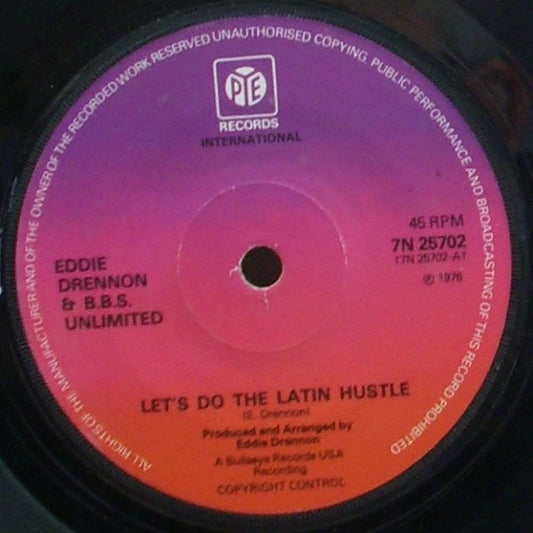 ALL RIGHTS OF THE MANUFACTURER AND OF THE OWNER OF THE RECORDED WORK RESERVED UNAUTHORISED COPYING, PUBLIC PERFORMANCE AND BROADCASTING OF THIS RECORD PROHIBITED
PYE
RECORDS
INTERNATIONAL
45 RPM
7N 25702
17N 25702-A1
℗ 1976
EDDIE
DRENNON
& B.B.S.
UNLIMITED
LET'S DO THE LATIN HUSTLE
(E. Drennon)
Produced and Arranged by
Eddie Drennon
A Bullseye Records USA
Recording
COPYRIGHT CONTROL